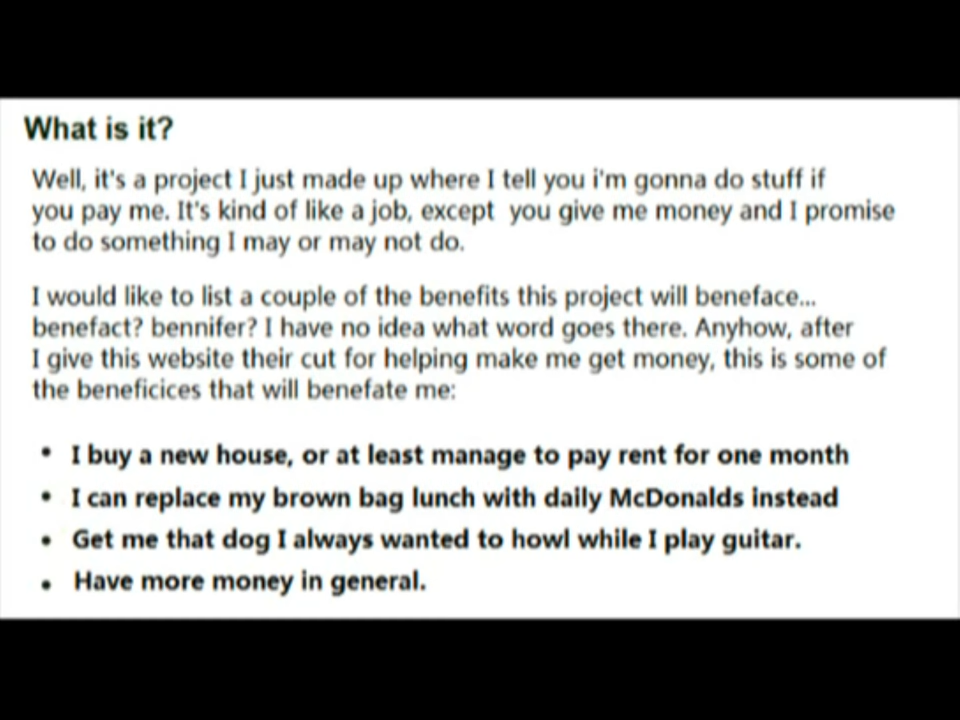 What is it?
Well, it's a project I just made up where I tell you i'm gonna do stuff if
you pay me. It's kind of like a job, except  you give me money and I promise
to do something I may or may not do.
I would like to list a couple of the benefits this project will beneface...
benefact? bennifer? I have no idea what word goes there. Anyhow, after
I give this website their cut for helping make me get money, this is some of
the beneficices that will benefate me:
• I buy a new house, or at least manage to pay rent for one month
• I can replace my brown bag lunch with daily McDonalds instead
• Get me that dog I always wanted to howl while I play guitar.
• Have more money in general.